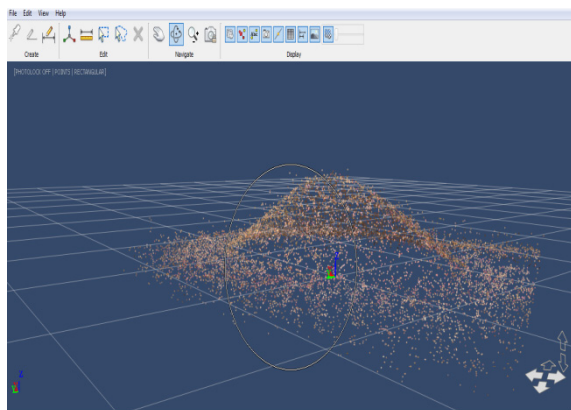 File Edit View Help
Create Edit Navigate Display
[PHOTOLOCK OFF | POINTS | RECTANGULAR]